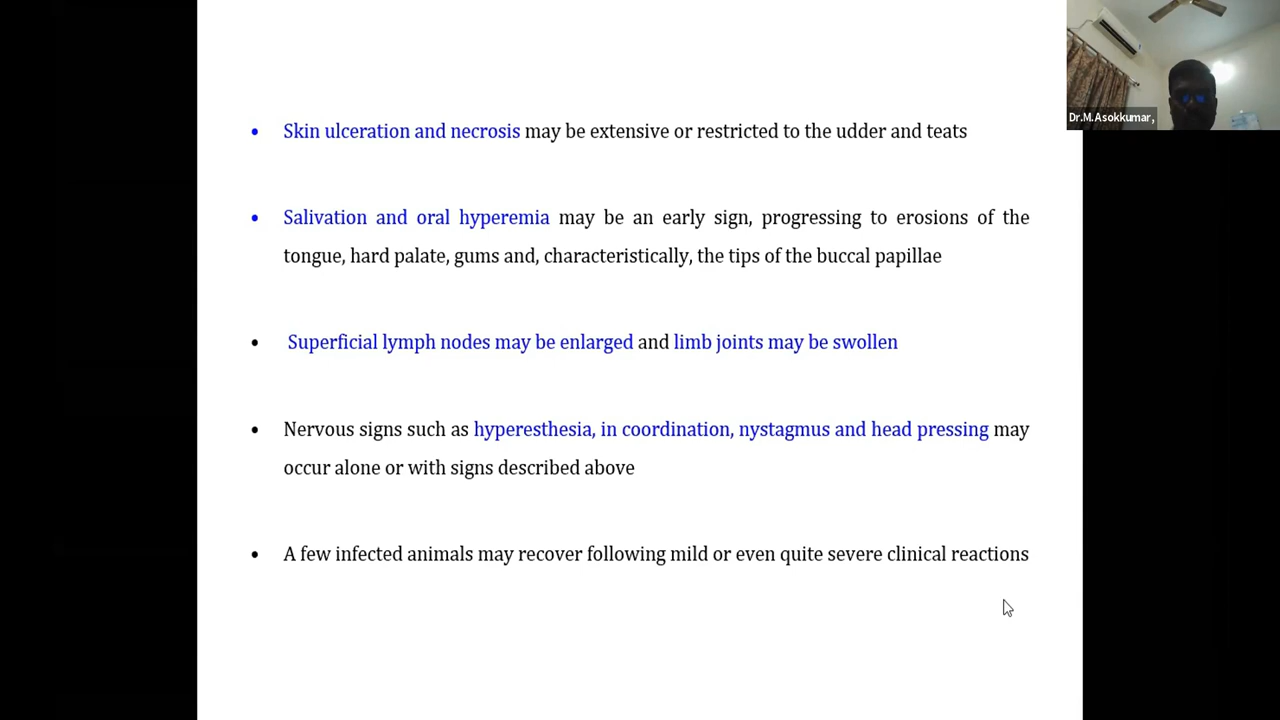 • Skin ulceration and necrosis may be extensive or restricted to the udder and teats
• Salivation and oral hyperemia may be an early sign, progressing to erosions of the
tongue, hard palate, gums and, characteristically, the tips of the buccal papillae
• Superficial lymph nodes may be enlarged and limb joints may be swollen
• Nervous signs such as hyperesthesia, in coordination, nystagmus and head pressing may
occur alone or with signs described above
• A few infected animals may recover following mild or even quite severe clinical reactions
Dr.M.Asokkumar,